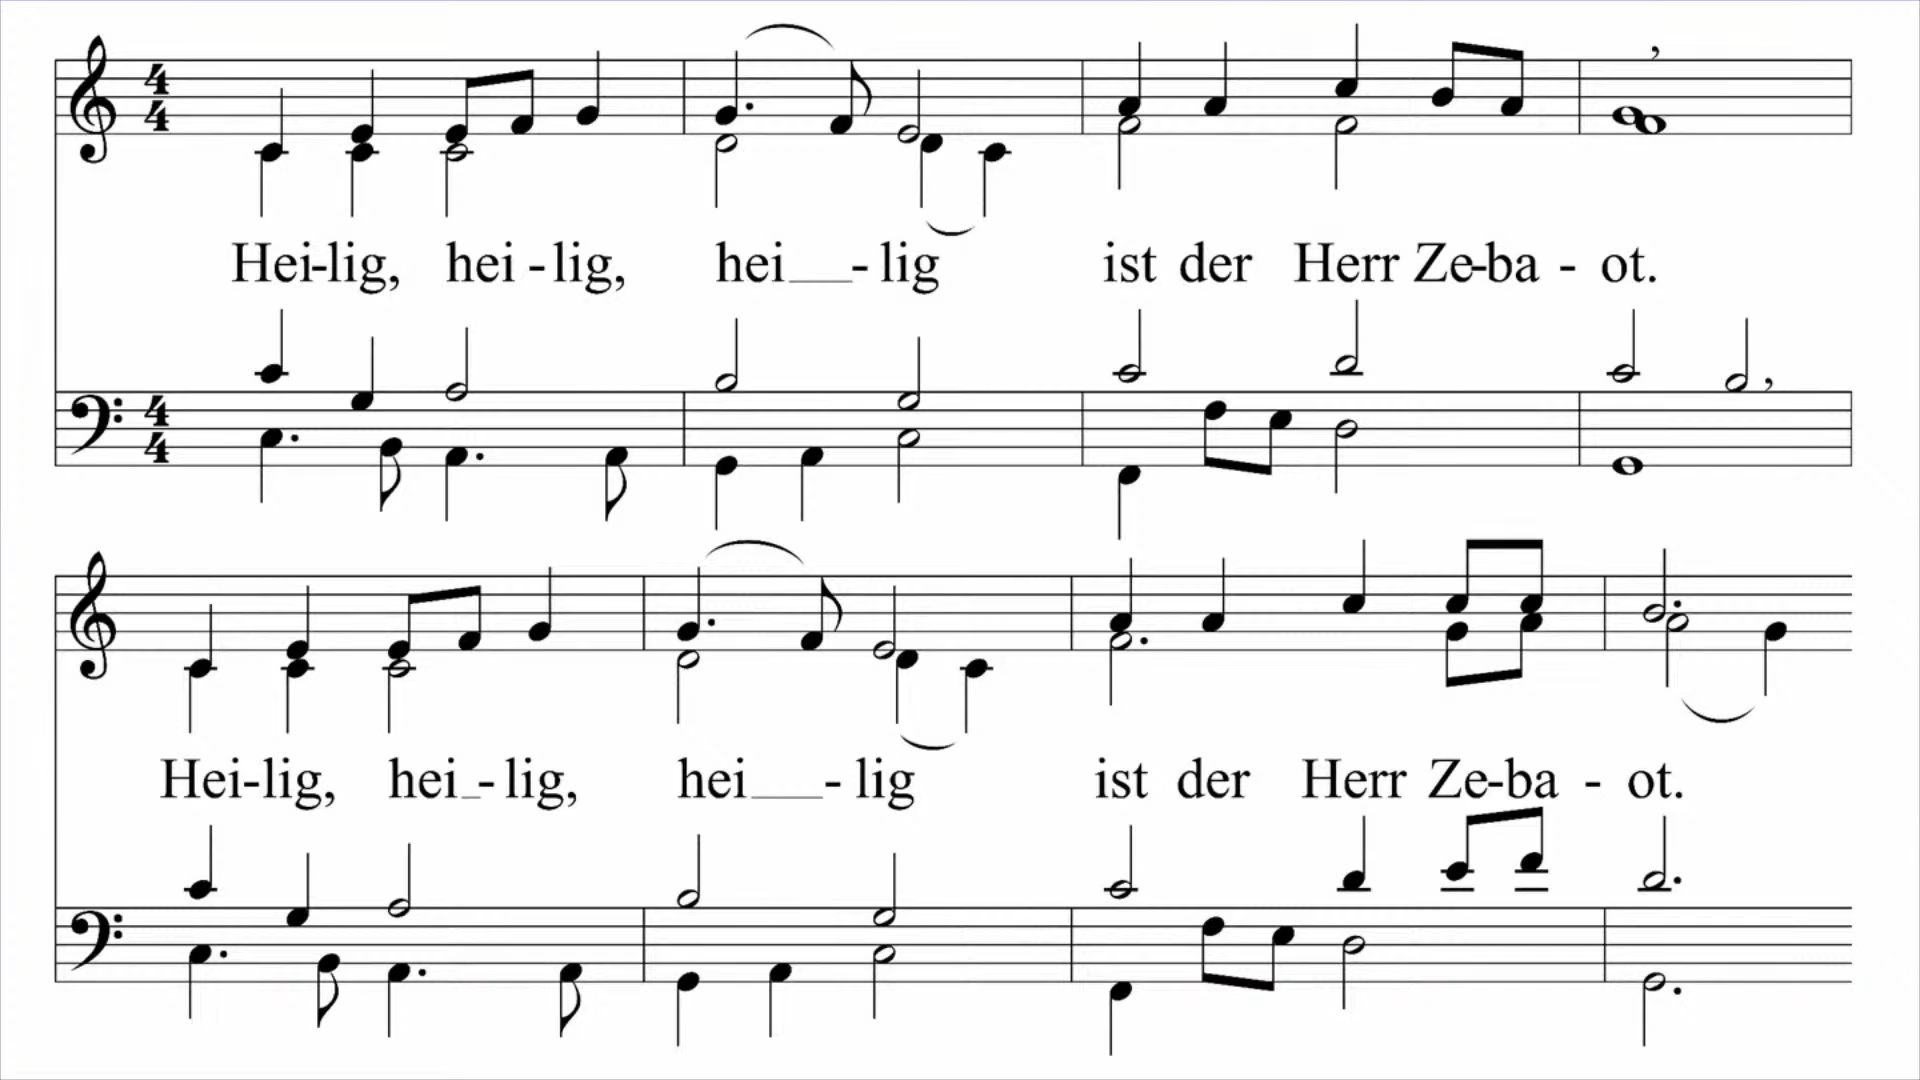 Hei-lig, hei - lig, hei - lig ist der Herr Ze-ba - ot.
Hei-lig, hei - lig, hei - lig ist der Herr Ze-ba - ot.